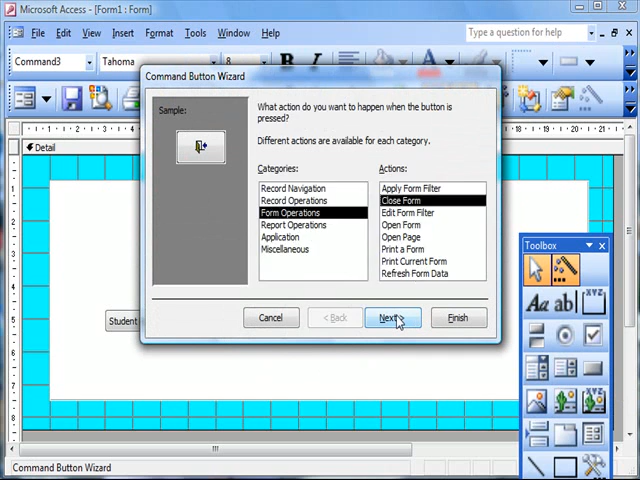 Microsoft Access - [Form1 : Form]
File Edit View Insert Format Tools Window Help Type a question for help
Command3 Tahoma 8 B I
Command Button Wizard
Sample:
What action do you want to happen when the button is
pressed?
Different actions are available for each category.
Categories: Actions:
Record Navigation Apply Form Filter
Record Operations Close Form
Form Operations Edit Form Filter
Report Operations Open Form
Application Open Page
Miscellaneous Print a Form
Print Current Form
Refresh Form Data
Cancel < Back Next > Finish
Detail
Student
Toolbox
Aa ab| XYZ
XYZ
Command Button Wizard